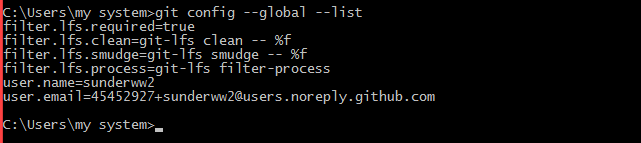 C:\Users\my system>git config --global --list
filter.lfs.required=true
filter.lfs.clean=git-lfs clean -- %f
filter.lfs.smudge=git-lfs smudge -- %f
filter.lfs.process=git-lfs filter-process
user.name=sunderww2
user.email=45452927+sunderww2@users.noreply.github.com
C:\Users\my system>